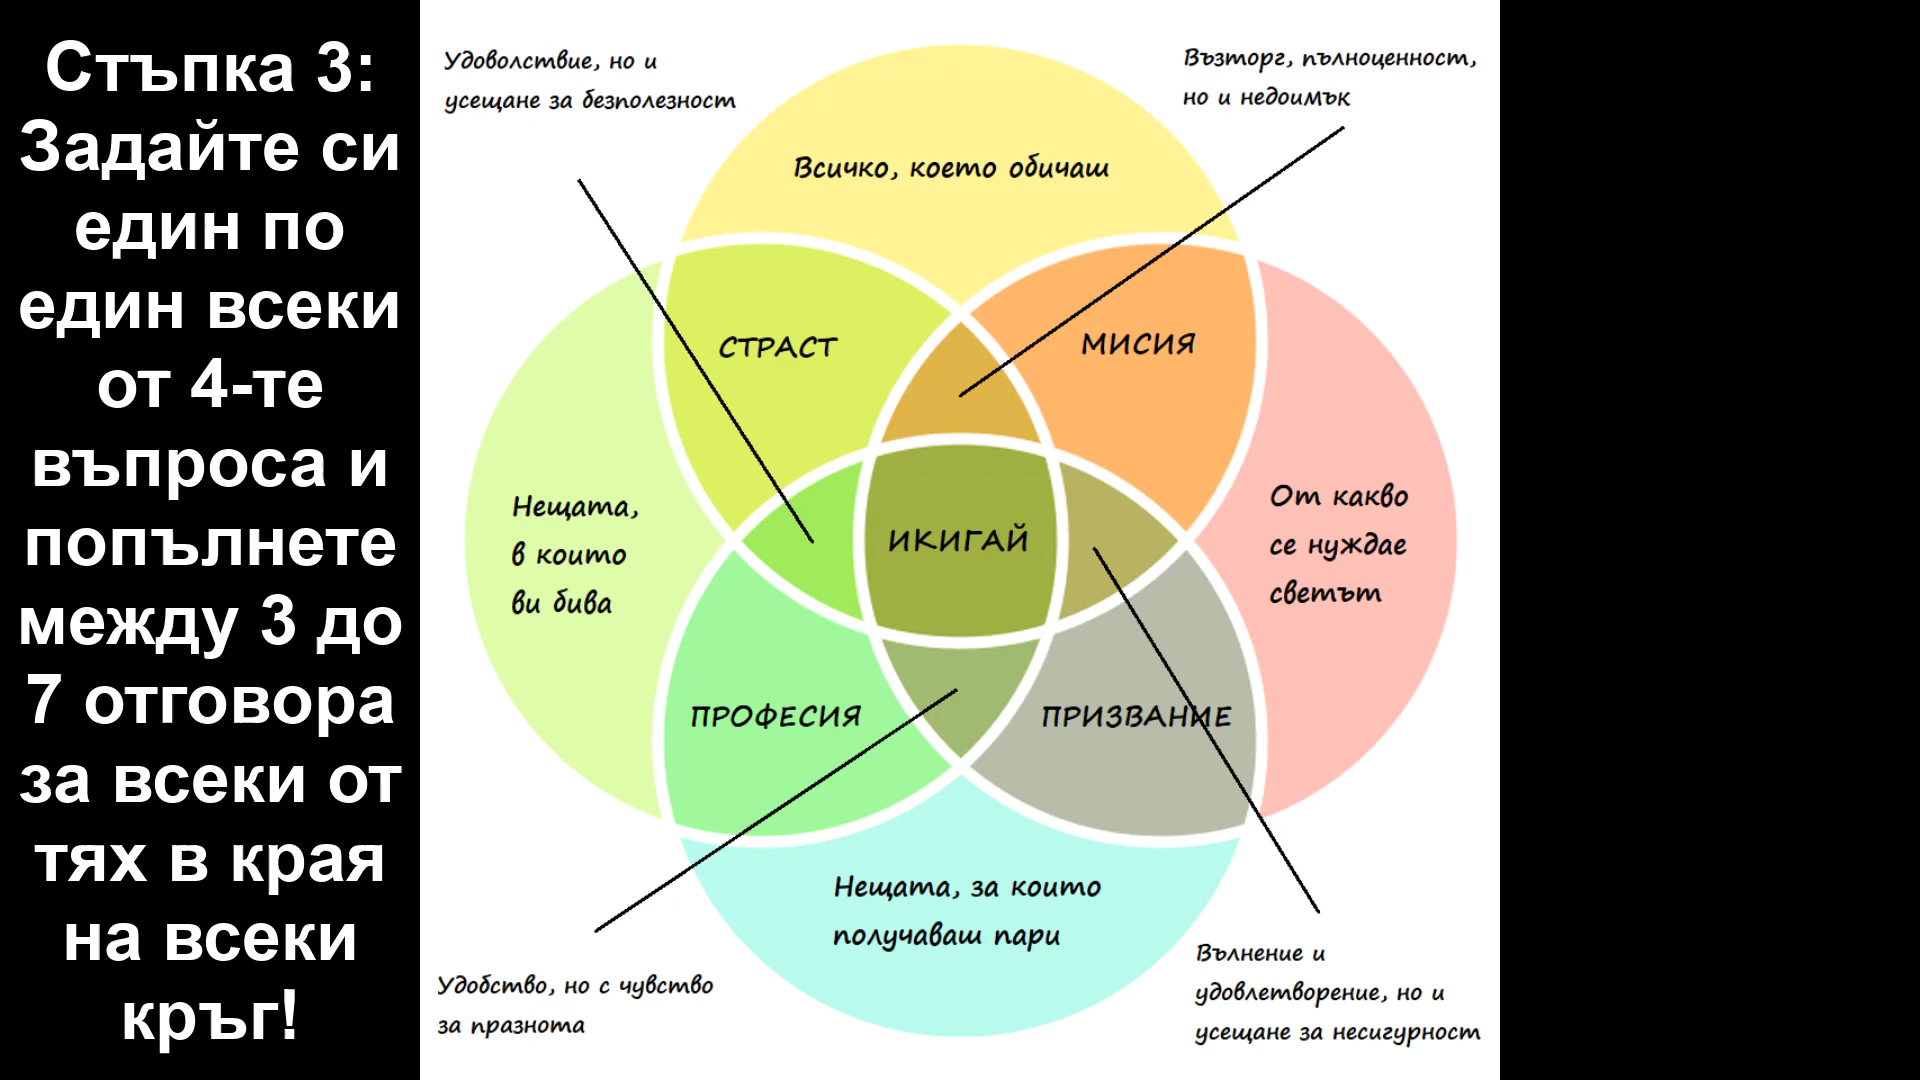 Стъпка 3:
Задайте си
един по
един всеки
от 4-те
въпроса и
попълнете
между 3 до
7 отговора
за всеки от
тях в края
на всеки
кръг!
Удоволствие, но и
усещане за безполезност
Възторг, пълноценност,
но и недоимък
Всичко, което обичаш
СТРАСТ
МИСИЯ
Нещата,
в които
ви бива
ИКИГАЙ
От какво
се нуждае
светът
ПРОФЕСИЯ
ПРИЗВАНИЕ
Нещата, за които
получаваш пари
Удобство, но с чувство
за празнота
Вълнение и
удовлетворение, но и
усещане за несигурност